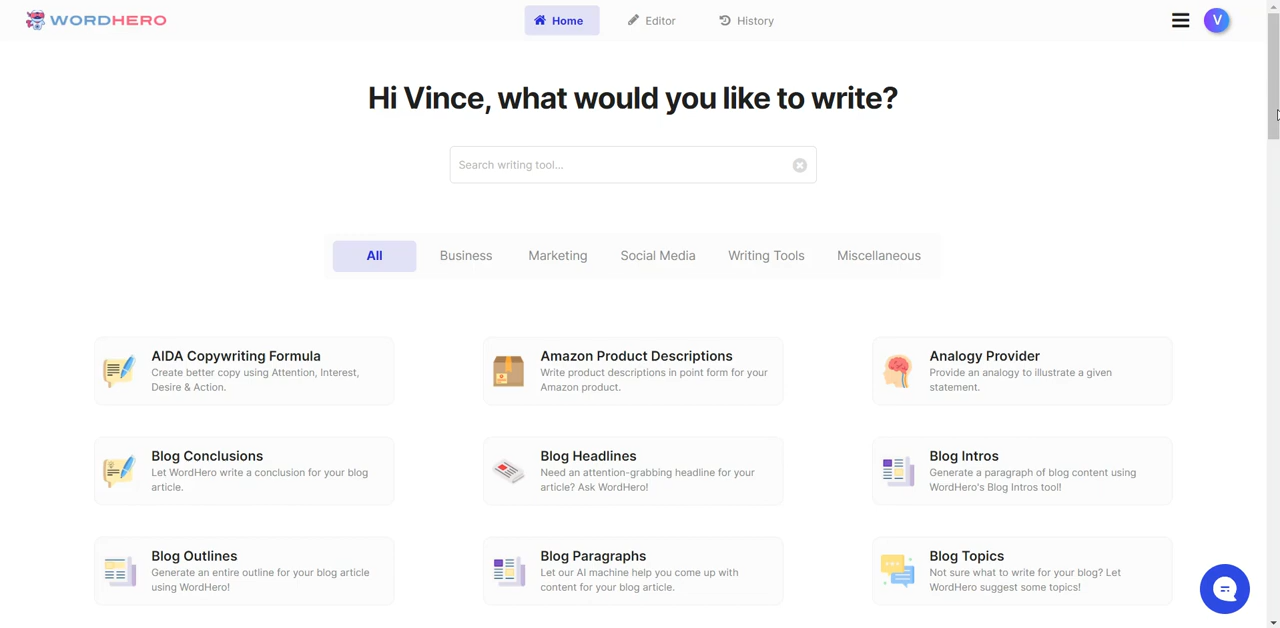 WORDHERO
Home
Editor
History
V
Hi Vince, what would you like to write?
Search writing tool...
All
Business
Marketing
Social Media
Writing Tools
Miscellaneous
AIDA Copywriting Formula
Create better copy using Attention, Interest,
Desire & Action.
Amazon Product Descriptions
Write product descriptions in point form for your
Amazon product.
Analogy Provider
Provide an analogy to illustrate a given
statement.
Blog Conclusions
Let WordHero write a conclusion for your blog
article.
Blog Headlines
Need an attention-grabbing headline for your
article? Ask WordHero!
Blog Intros
Generate a paragraph of blog content using
WordHero's Blog Intros tool!
Blog Outlines
Generate an entire outline for your blog article
using WordHero!
Blog Paragraphs
Let our AI machine help you come up with
content for your blog article.
Blog Topics
Not sure what to write for your blog? Let
WordHero suggest some topics!